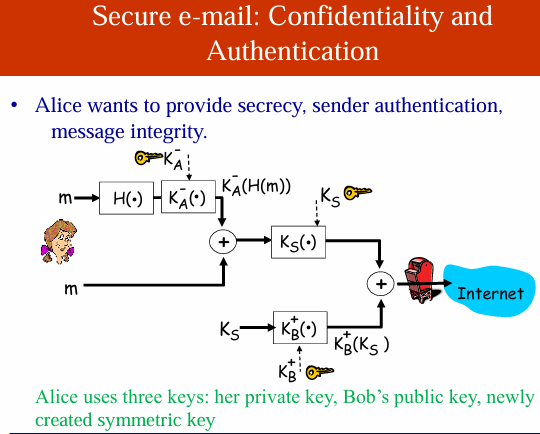 Secure e-mail: Confidentiality and
Authentication
• Alice wants to provide secrecy, sender authentication,
message integrity.
K_A^-
m H(•) K_A^-(•) K_A^-(H(m))
K_S
+ K_S(•)
m
+ Internet
K_S K_B^+(•) K_B^+(K_S )
K_B^+
Alice uses three keys: her private key, Bob's public key, newly
created symmetric key